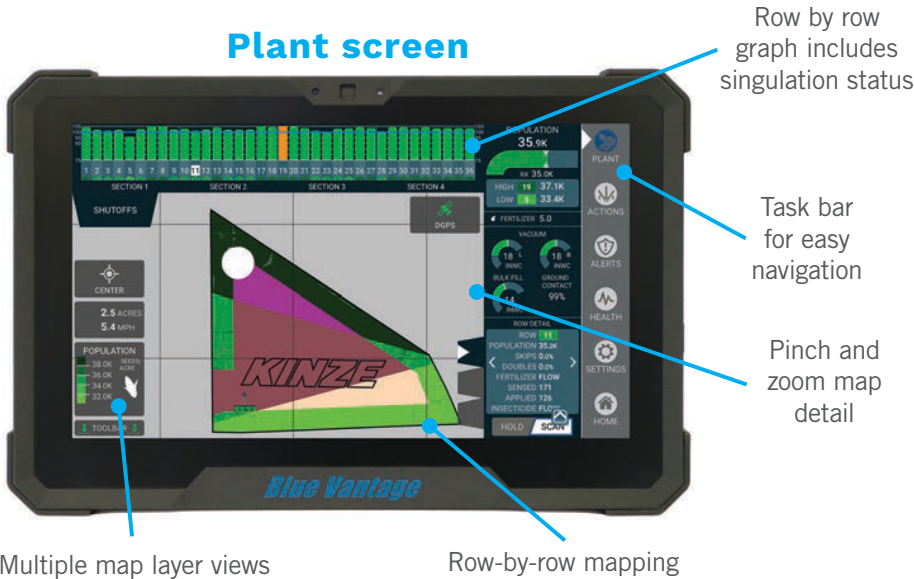 Plant screen
Row by row
graph includes
singulation status
Task bar
for easy
navigation
Pinch and
zoom map
detail
Multiple map layer views
Row-by-row mapping
1 2 3 4 5 6 7 8 9 10 11 12 13 14 15 16 17 18 19 20 21 22 23 24 25 26 27 28 29 30 31 32 33 34 35 36
SECTION 1 SECTION 2 SECTION 3 SECTION 4
SHUTOFFS
DGPS
CENTER
2.5 ACRES
5.4 MPH
POPULATION
38.0K SEEDS/
ACRE
36.0K
34.0K
32.0K
TOOLBAR
KINZE
POPULATION
35.9K
RX 35.0K
HIGH 19 37.1K
LOW 5 33.4K
FERTILIZER 5.0
VACUUM
18 L 18 R
INWC INWC
BULK FILL GROUND
CONTACT
14 99%
INWC
ROW DETAIL
ROW 11
POPULATION 35.2K
SKIPS 0.0%
DOUBLES 0.0%
FERTILIZER FLOW
SENSED 171
APPLIED 126
INSECTICIDE FLOW
HOLD SCAN
PLANT
ACTIONS
ALERTS
HEALTH
SETTINGS
HOME
Blue Vantage